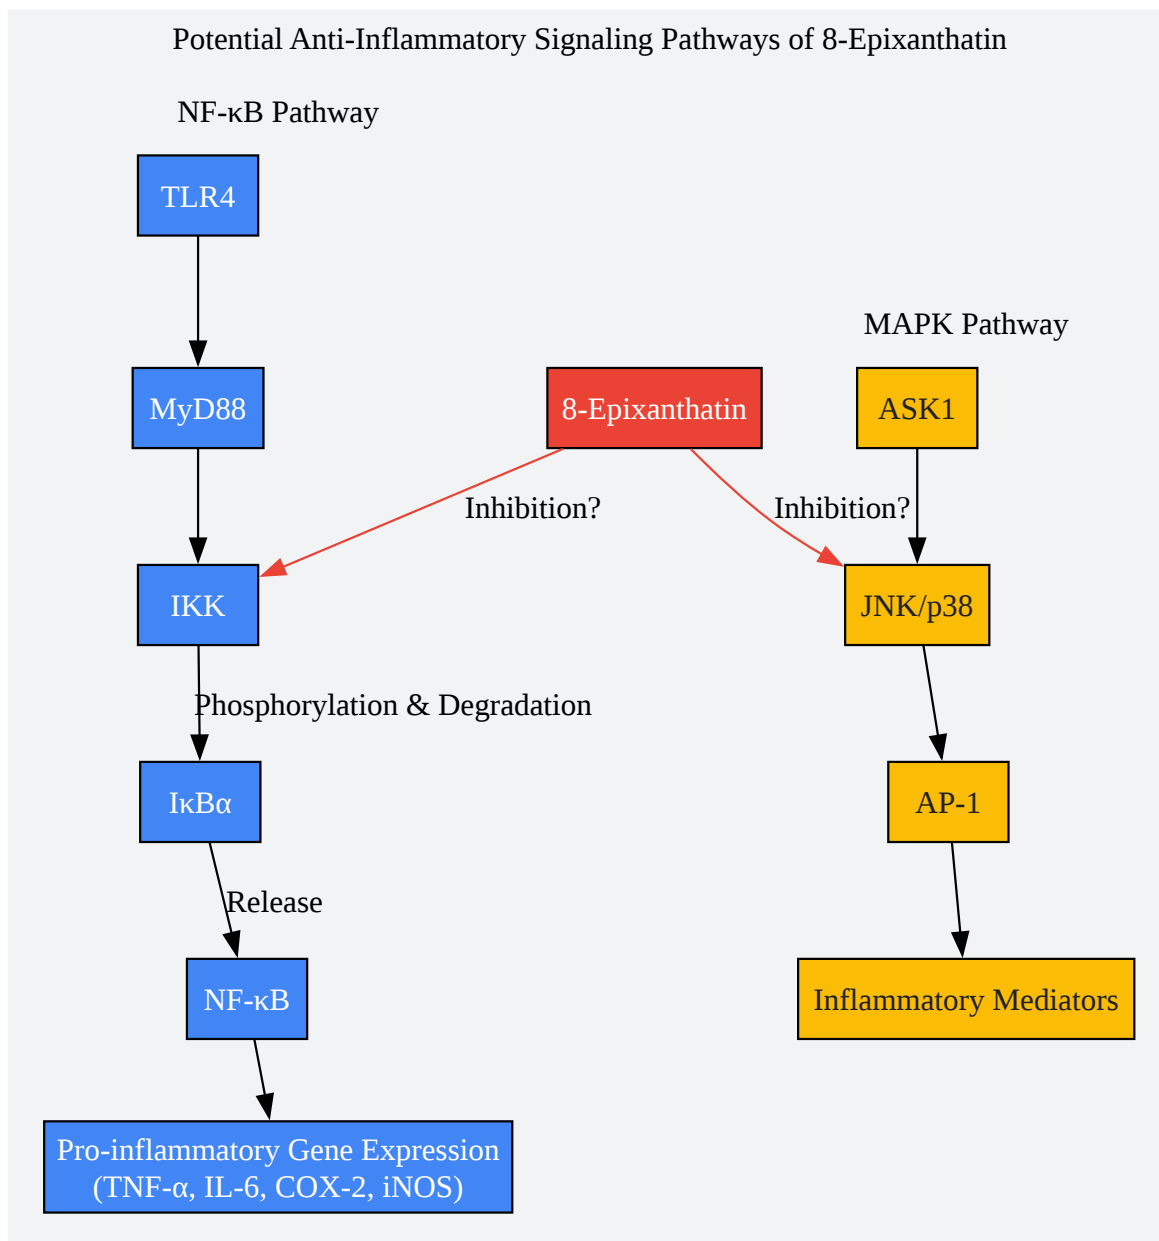 Potential Anti-Inflammatory Signaling Pathways of 8-Epixanthatin
NF-κB Pathway
TLR4
MAPK Pathway
MyD88
8-Epixanthatin
ASK1
Inhibition?
Inhibition?
IKK
JNK/p38
Phosphorylation & Degradation
IκBα
AP-1
Release
NF-κB
Inflammatory Mediators
Pro-inflammatory Gene Expression
(TNF-α, IL-6, COX-2, iNOS)